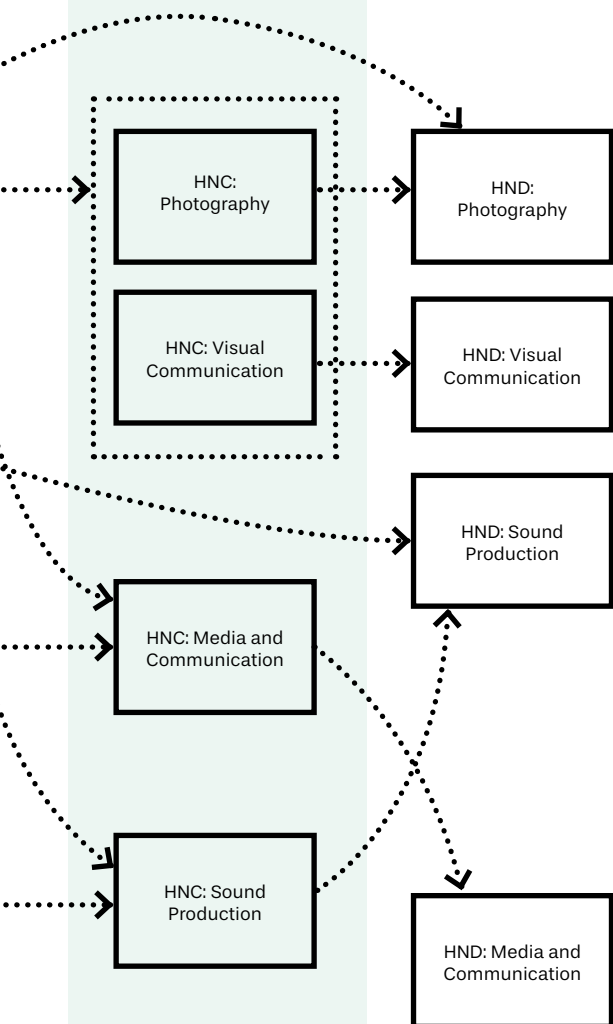 HNC:
Photography
HND:
Photography
HNC: Visual
Communication
HND: Visual
Communication
HND: Sound
Production
HNC: Media and
Communication
HNC: Sound
Production
HND: Media and
Communication